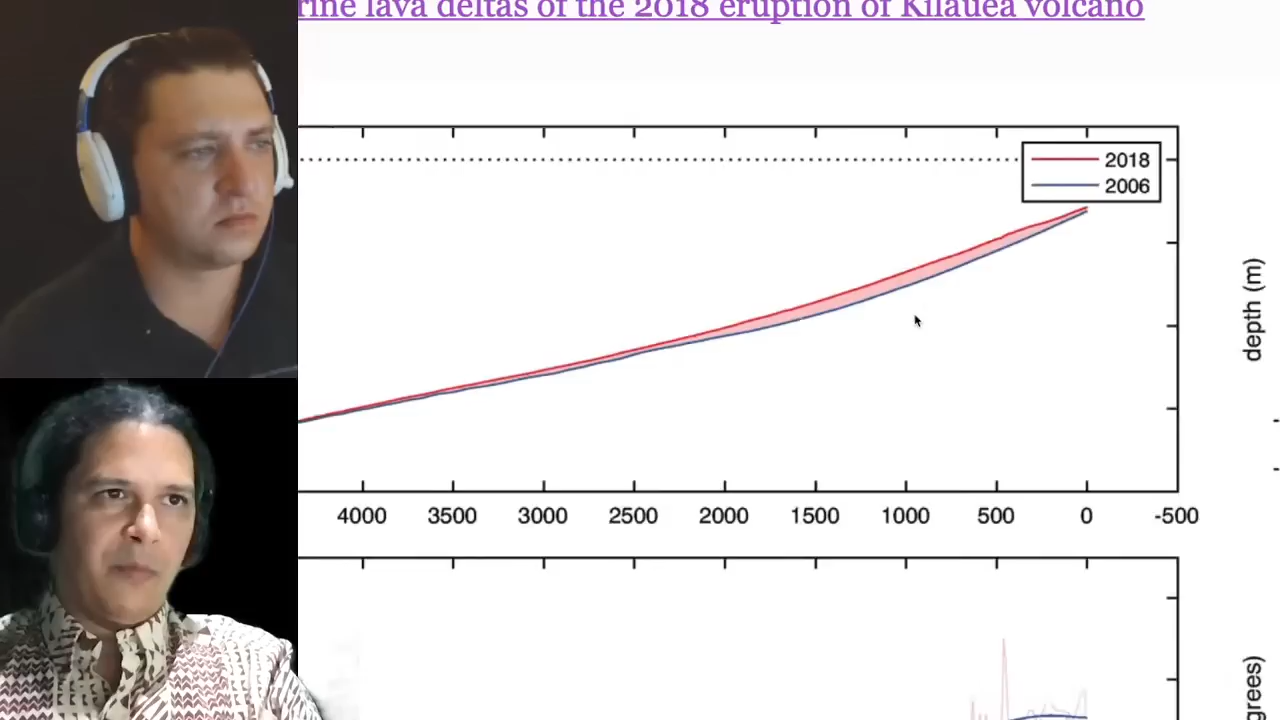 rine lava deltas of the 2018 eruption of Kilauea volcano
2018
2006
depth (m)
4000 3500 3000 2500 2000 1500 1000 500 0 -500
grees)